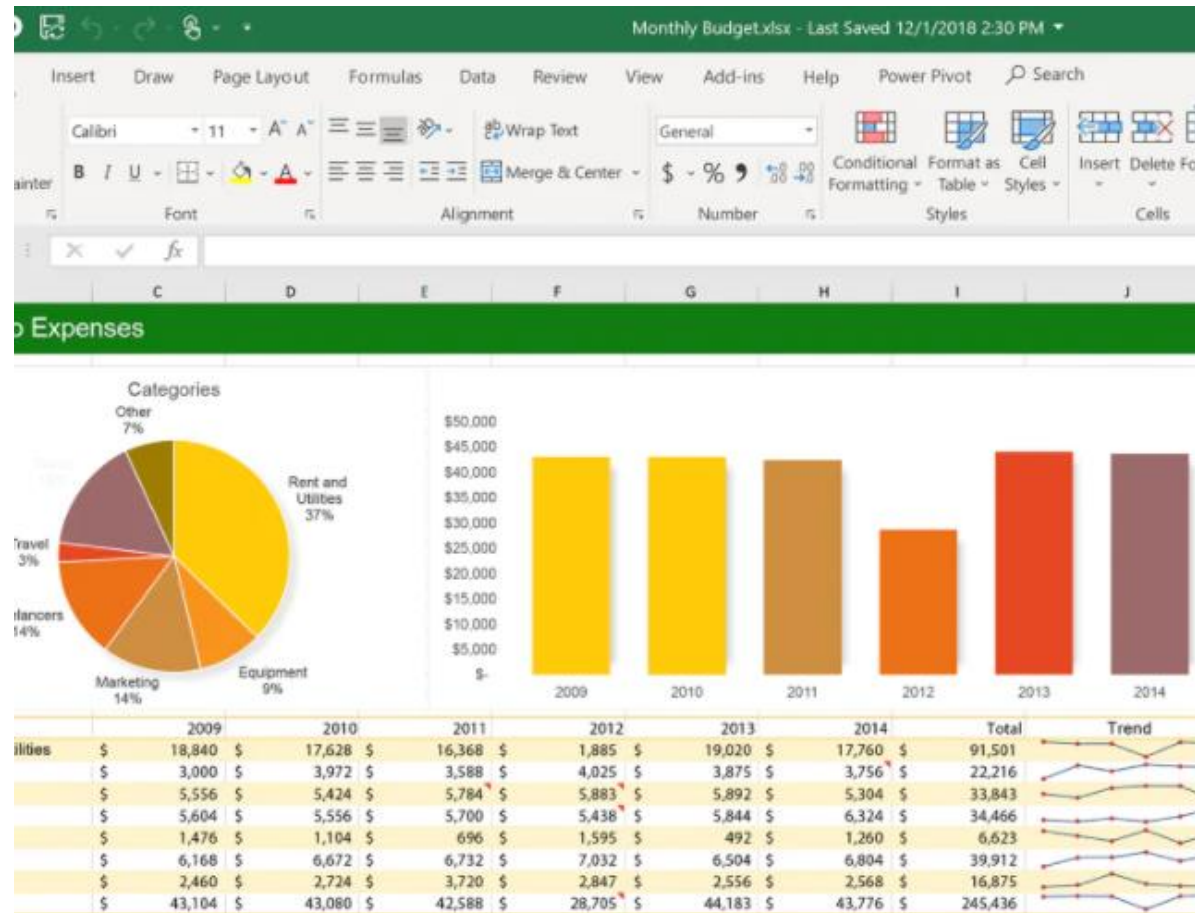 Monthly Budget.xlsx - Last Saved 12/1/2018 2:30 PM
Insert Draw Page Layout Formulas Data Review View Add-ins Help Power Pivot Search
Calibri 11 A A Wrap Text General Conditional Formatting Format as Table Cell Styles Insert Delete Fo
ainter B I U A Merge & Center $ % 9
Font Alignment Number Styles Cells
fx
C D E F G H I J
o Expenses
Categories
Other
7%
Rent and
Utilities
37%
Travel
3%
elancers
14%
Marketing
14%
Equipment
9%
$50,000
$45,000
$40,000
$35,000
$30,000
$25,000
$20,000
$15,000
$10,000
$5,000
$-
2009 2010 2011 2012 2013 2014
2009 2010 2011 2012 2013 2014 Total Trend
ilities $ 18,840 $ 17,628 $ 16,368 $ 1,885 $ 19,020 $ 17,760 $ 91,501
$ 3,000 $ 3,972 $ 3,588 $ 4,025 $ 3,875 $ 3,756 $ 22,216
$ 5,556 $ 5,424 $ 5,784 $ 5,883 $ 5,892 $ 5,304 $ 33,843
$ 5,604 $ 5,556 $ 5,700 $ 5,438 $ 5,844 $ 6,324 $ 34,466
$ 1,476 $ 1,104 $ 696 $ 1,595 $ 492 $ 1,260 $ 6,623
$ 6,168 $ 6,672 $ 6,732 $ 7,032 $ 6,504 $ 6,804 $ 39,912
$ 2,460 $ 2,724 $ 3,720 $ 2,847 $ 2,556 $ 2,568 $ 16,875
$ 43,104 $ 43,080 $ 42,588 $ 28,705 $ 44,183 $ 43,776 $ 245,436